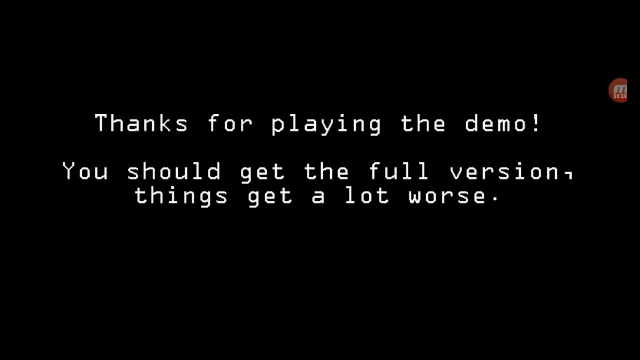 Thanks for playing the demo!
You should get the full version,
things get a lot worse.